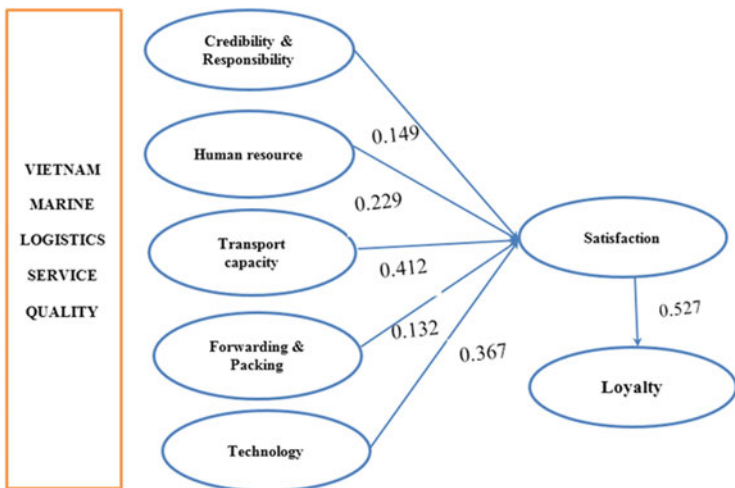 VIETNAM
MARINE
LOGISTICS
SERVICE
QUALITY
Credibility &
Responsibility
Human resource
Transport
capacity
Forwarding &
Packing
Technology
0.149
0.229
0.412
0.132
0.367
Satisfaction
0.527
Loyalty